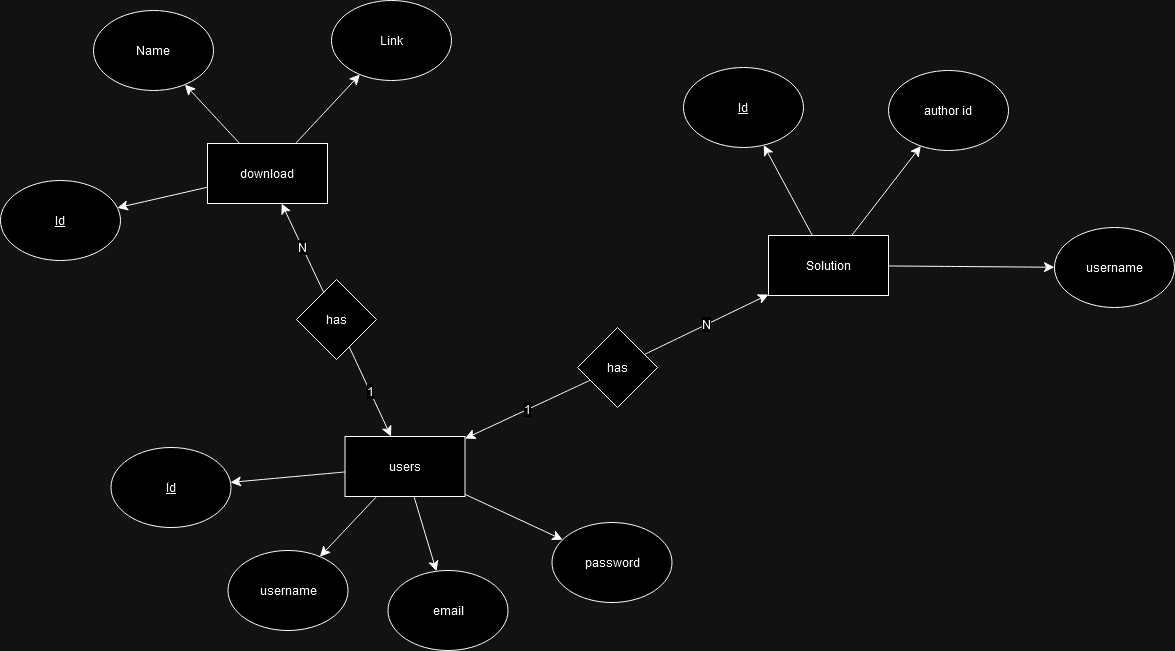 Name
Link
Id
author id
download
Id
N
Solution
username
has
N
has
1
1
users
Id
username
email
password